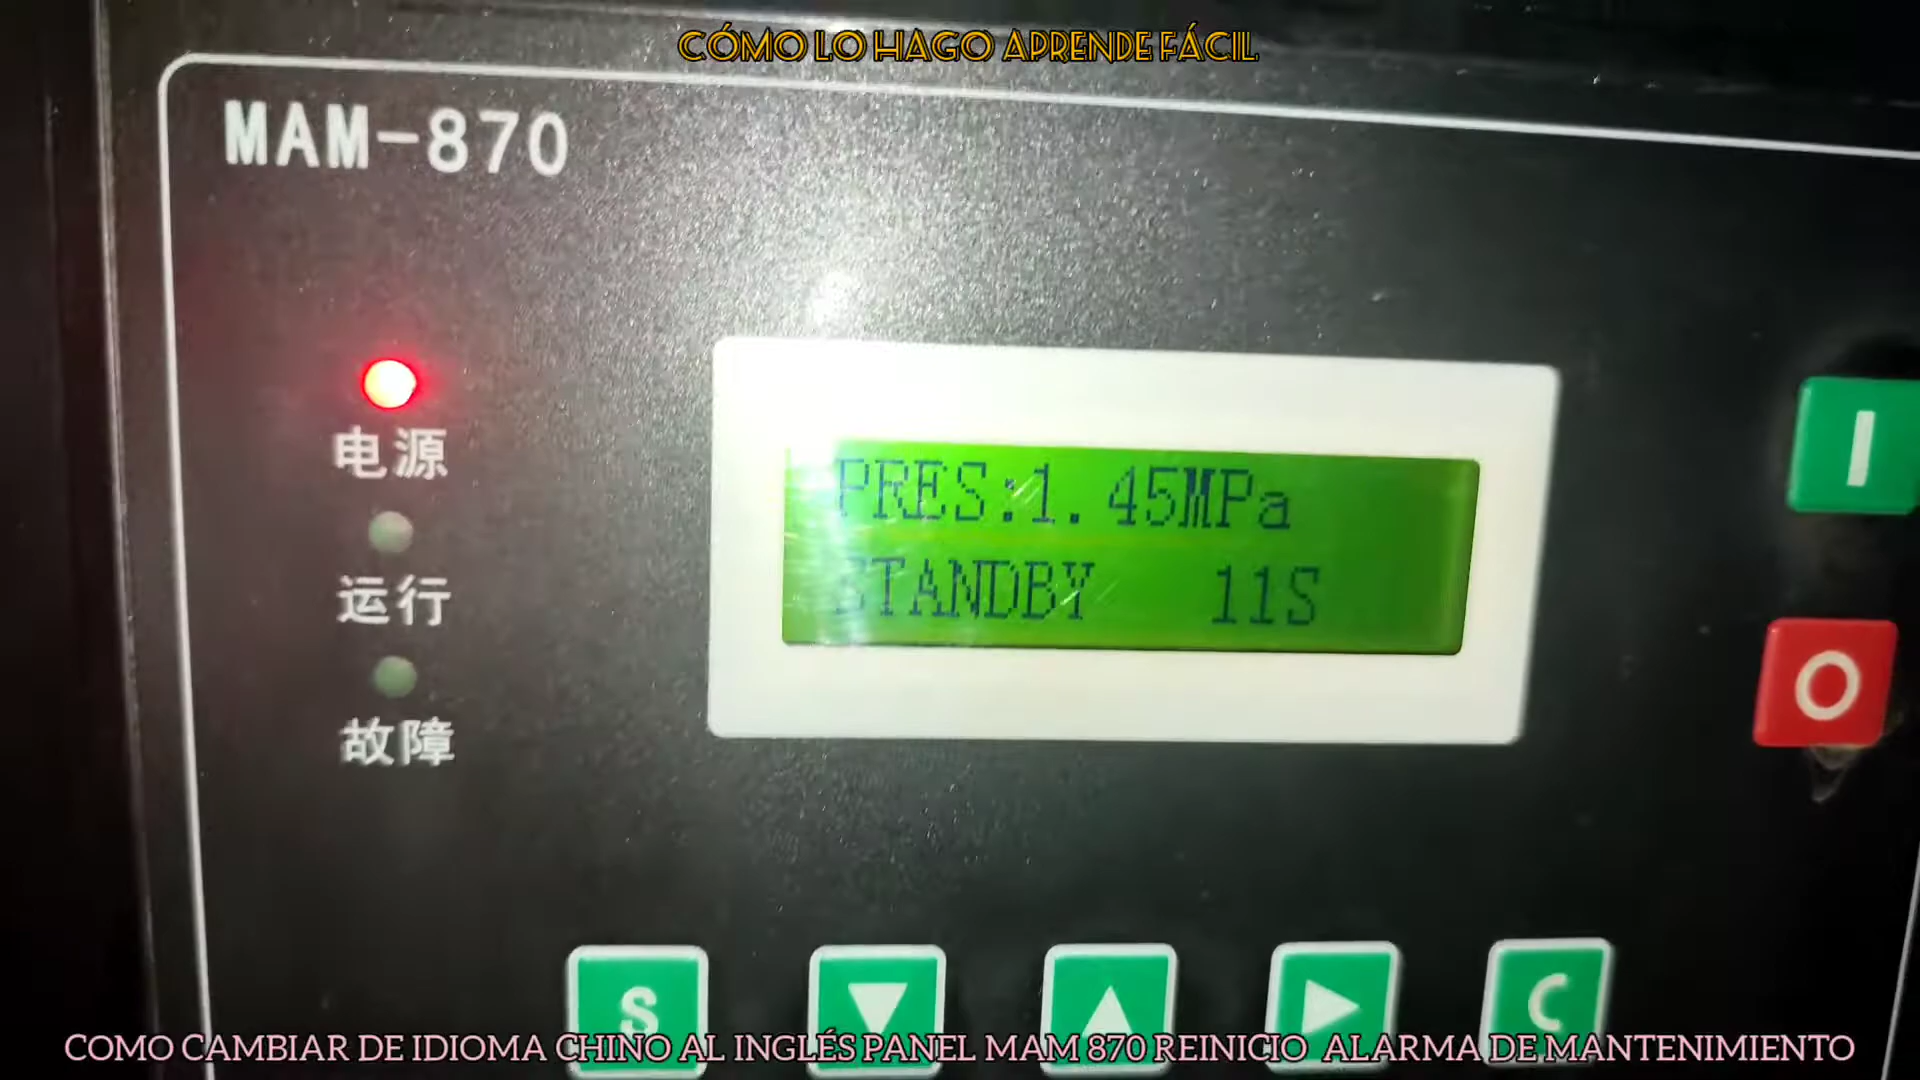 CÓMO LO HAGO APRENDE FÁCIL
MAM-870
电源
运行
故障
PRES:1.45MPa
STANDBY 11S
I
O
S
C
COMO CAMBIAR DE IDIOMA CHINO AL INGLÉS PANEL MAM 870 REINICIO ALARMA DE MANTENIMIENTO